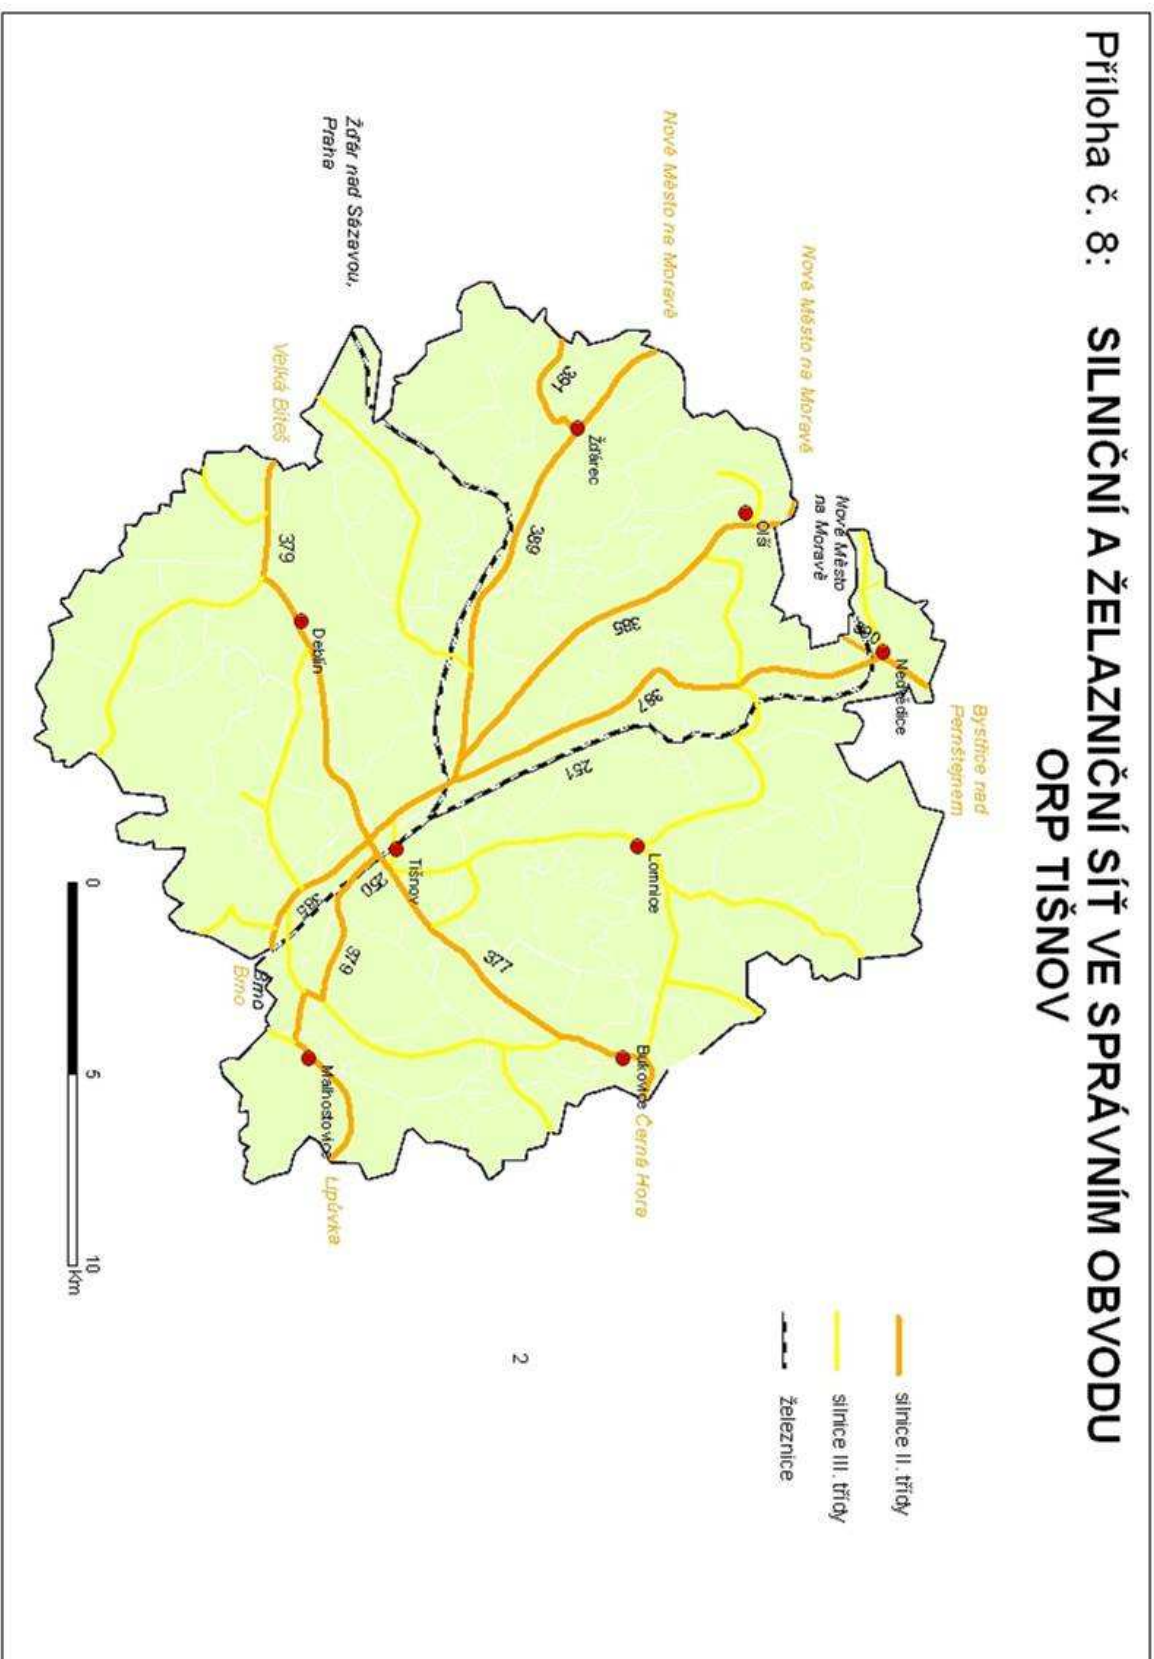 Příloha č. 8: SILNIČNÍ A ŽELAZNIČNÍ SÍŤ VE SPRÁVNÍM OBVODU
ORP TIŠNOV
Bystřice nad
Pernštejnem
Nedvědice
390
Nové Město
na Moravě
Nové Město na Moravě
Olší
Nové Město na Moravě
Žďárec
391
389
385
387
251
Lomnice
Bukovice
Černá Hora
377
Tišnov
250
385
379
Žďár nad Sázavou,
Praha
Velká Bíteš
379
Deblín
Malhostovice
Lipůvka
Brno
Brno
silnice II. třídy
silnice III. třídy
železnice
2
0
5
10
Km